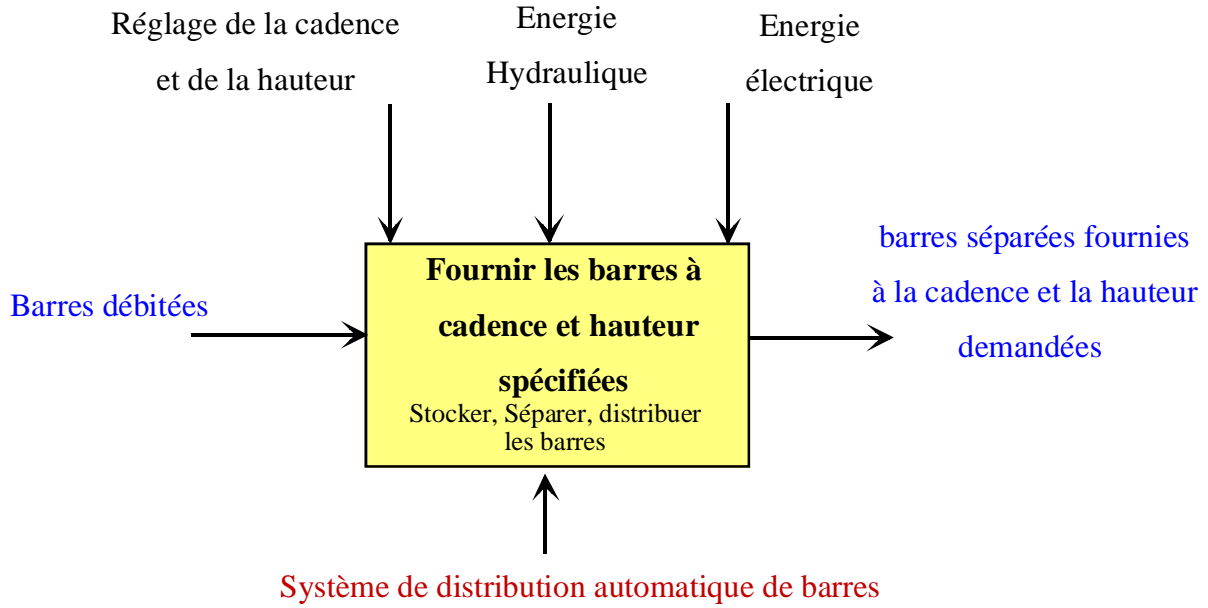 Réglage de la cadence
et de la hauteur
Energie
Hydraulique
Energie
électrique
Barres débitées
Fournir les barres à
cadence et hauteur
spécifiées
Stocker, Séparer, distribuer
les barres
barres séparées fournies
à la cadence et la hauteur
demandées
Système de distribution automatique de barres